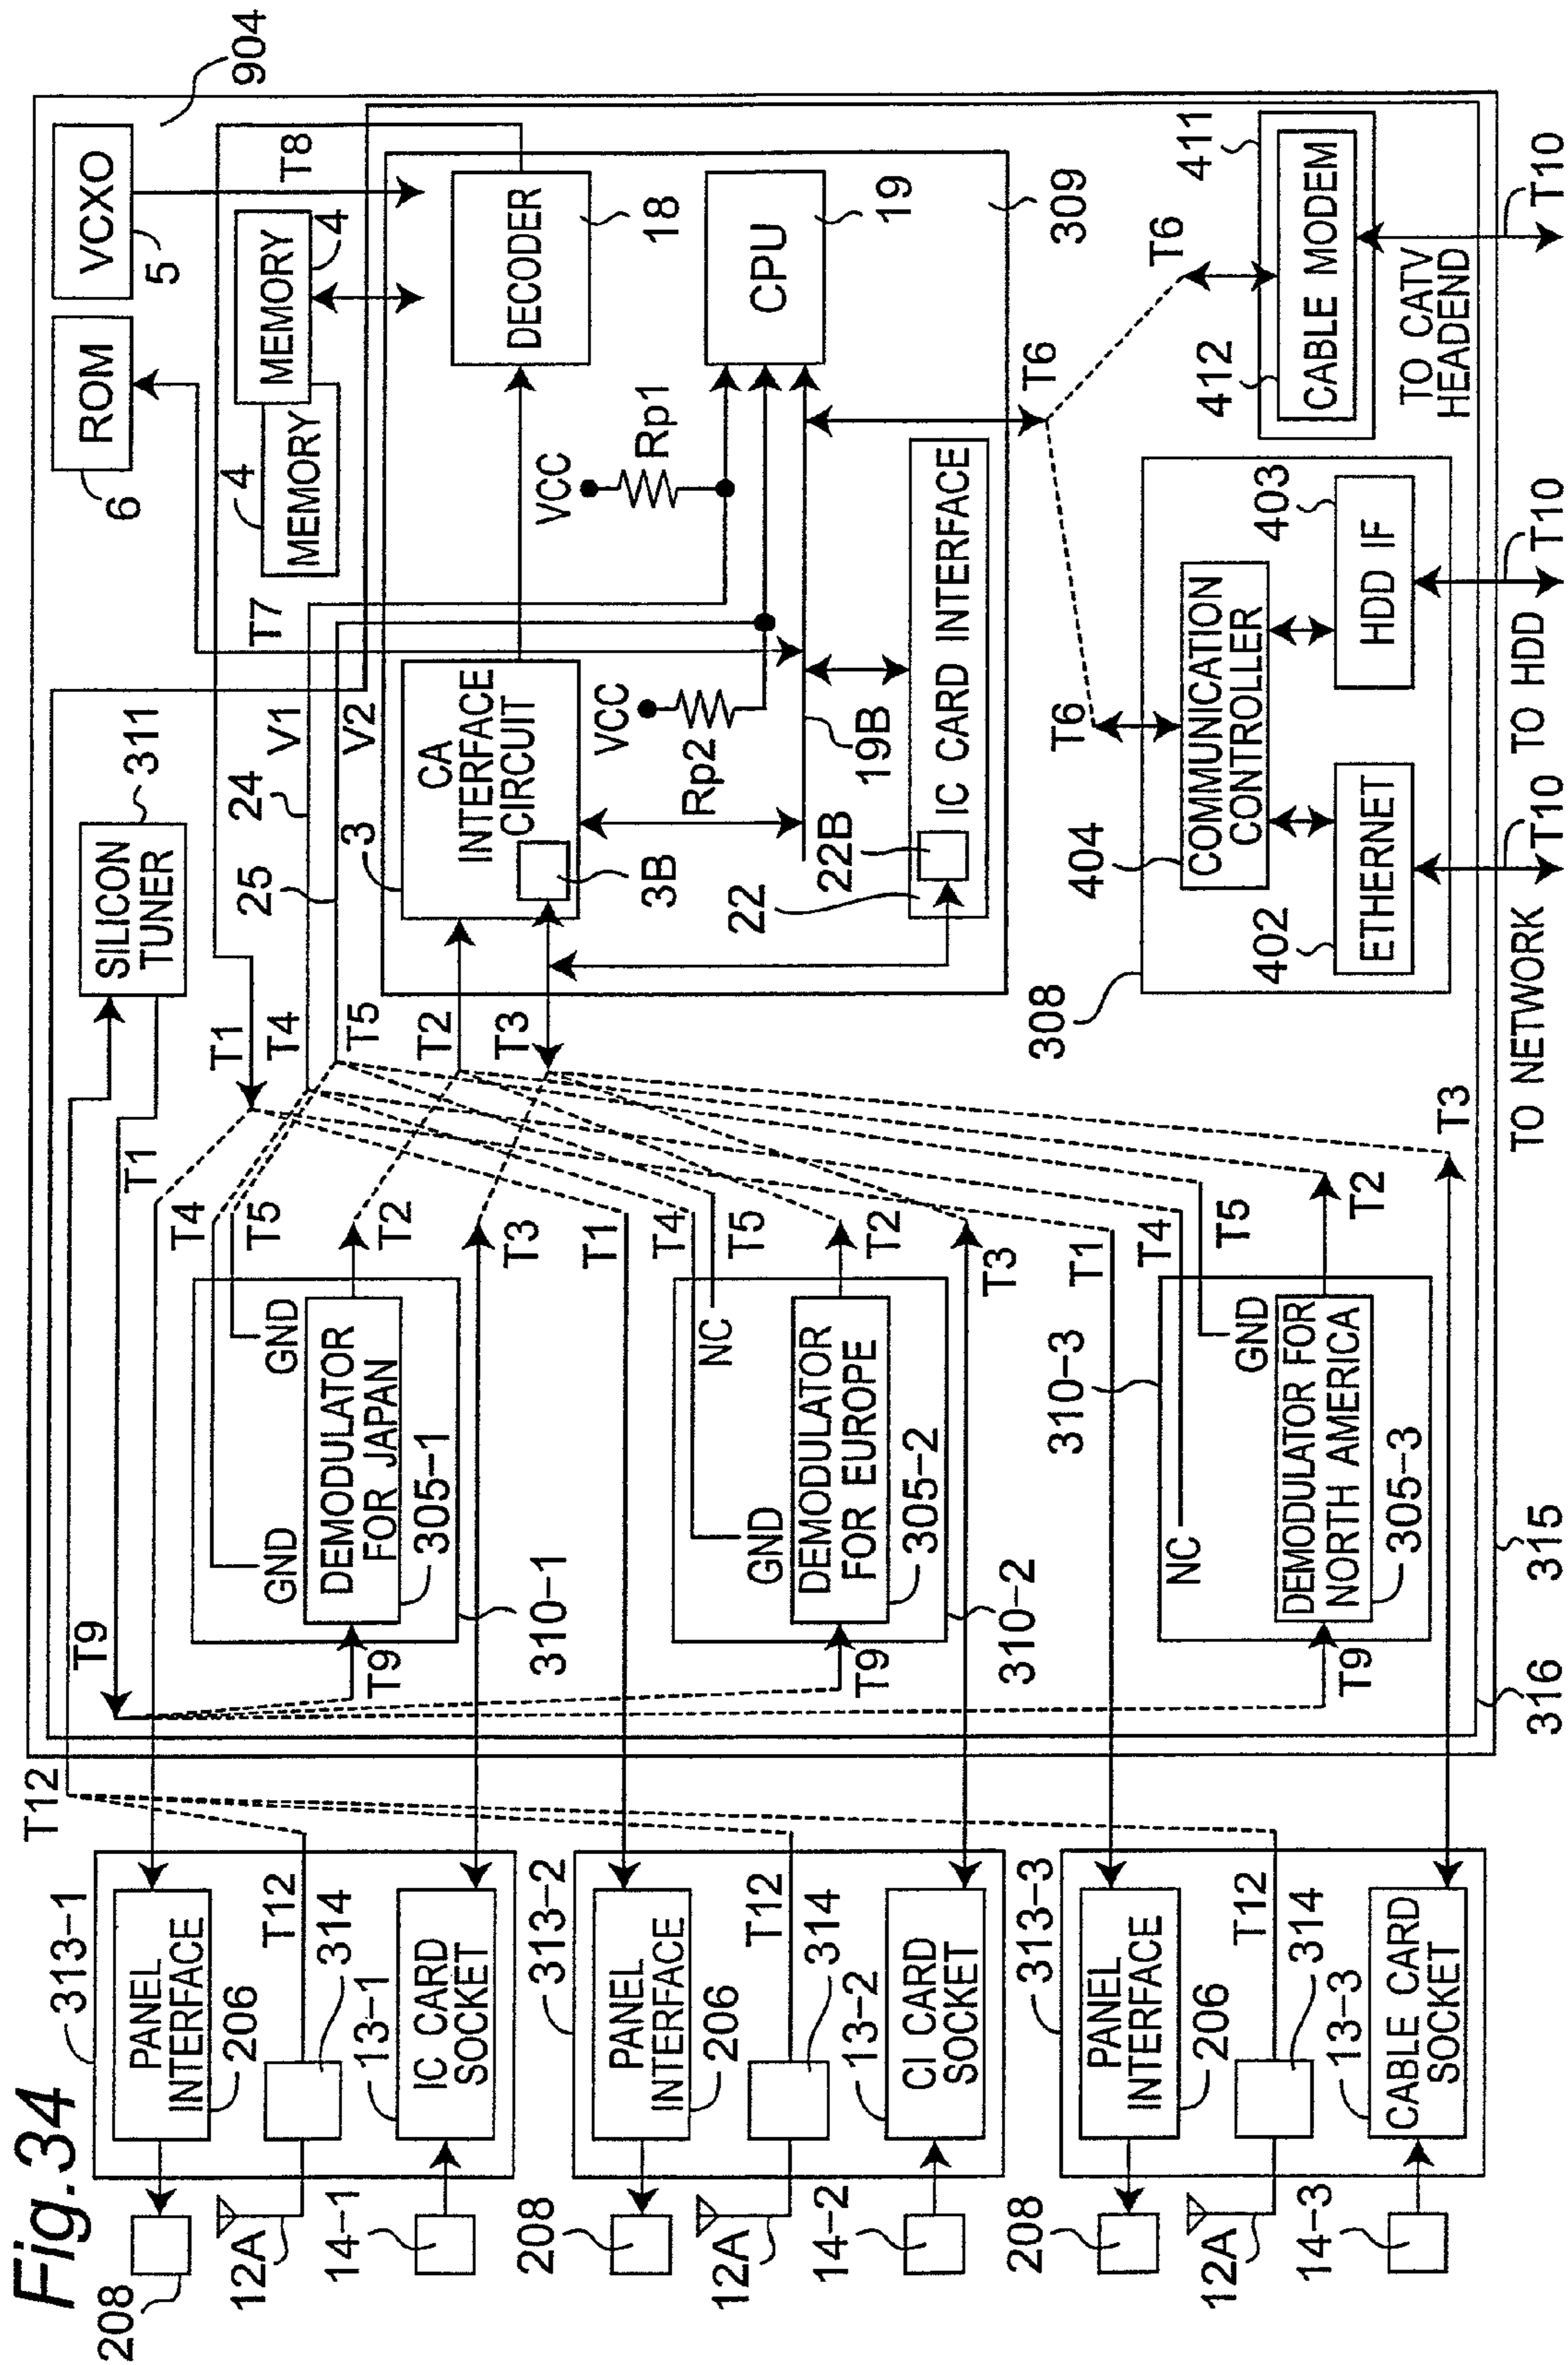 Fig.34
313-1
PANEL
INTERFACE
206
T12
314
13-1
IC CARD
SOCKET
208
12A
14-1
313-2
PANEL
INTERFACE
206
T12
314
13-2
CI CARD
SOCKET
208
12A
14-2
313-3
PANEL
INTERFACE
206
T12
314
13-3
CABLE CARD
SOCKET
208
12A
14-3
T12
T9
T1
T4
T5
GND
GND
DEMODULATOR
FOR JAPAN
305-1
T2
T9
T3
310-1
T1
T4
T5
NC
GND
DEMODULATOR
FOR EUROPE
305-2
T2
T9
T3
310-2
T1
T4
T5
310-3
NC
GND
DEMODULATOR FOR
NORTH AMERICA
305-3
T2
T9
T3
316
315
SILICON
TUNER
311
T1
T4
T5
T2
T3
24
25
V1
V2
T7
ROM
6
VCXO
5
904
T8
MEMORY
4
MEMORY
4
3
CA
INTERFACE
CIRCUIT
3B
DECODER
18
VCC
Rp1
VCC
Rp2
CPU
19
19B
22
22B
IC CARD INTERFACE
309
T6
T6
T6
308
404
COMMUNICATION
CONTROLLER
402
ETHERNET
403
HDD IF
411
412
CABLE MODEM
TO CATV
HEADEND
T10
TO NETWORK
T10
TO HDD
T10